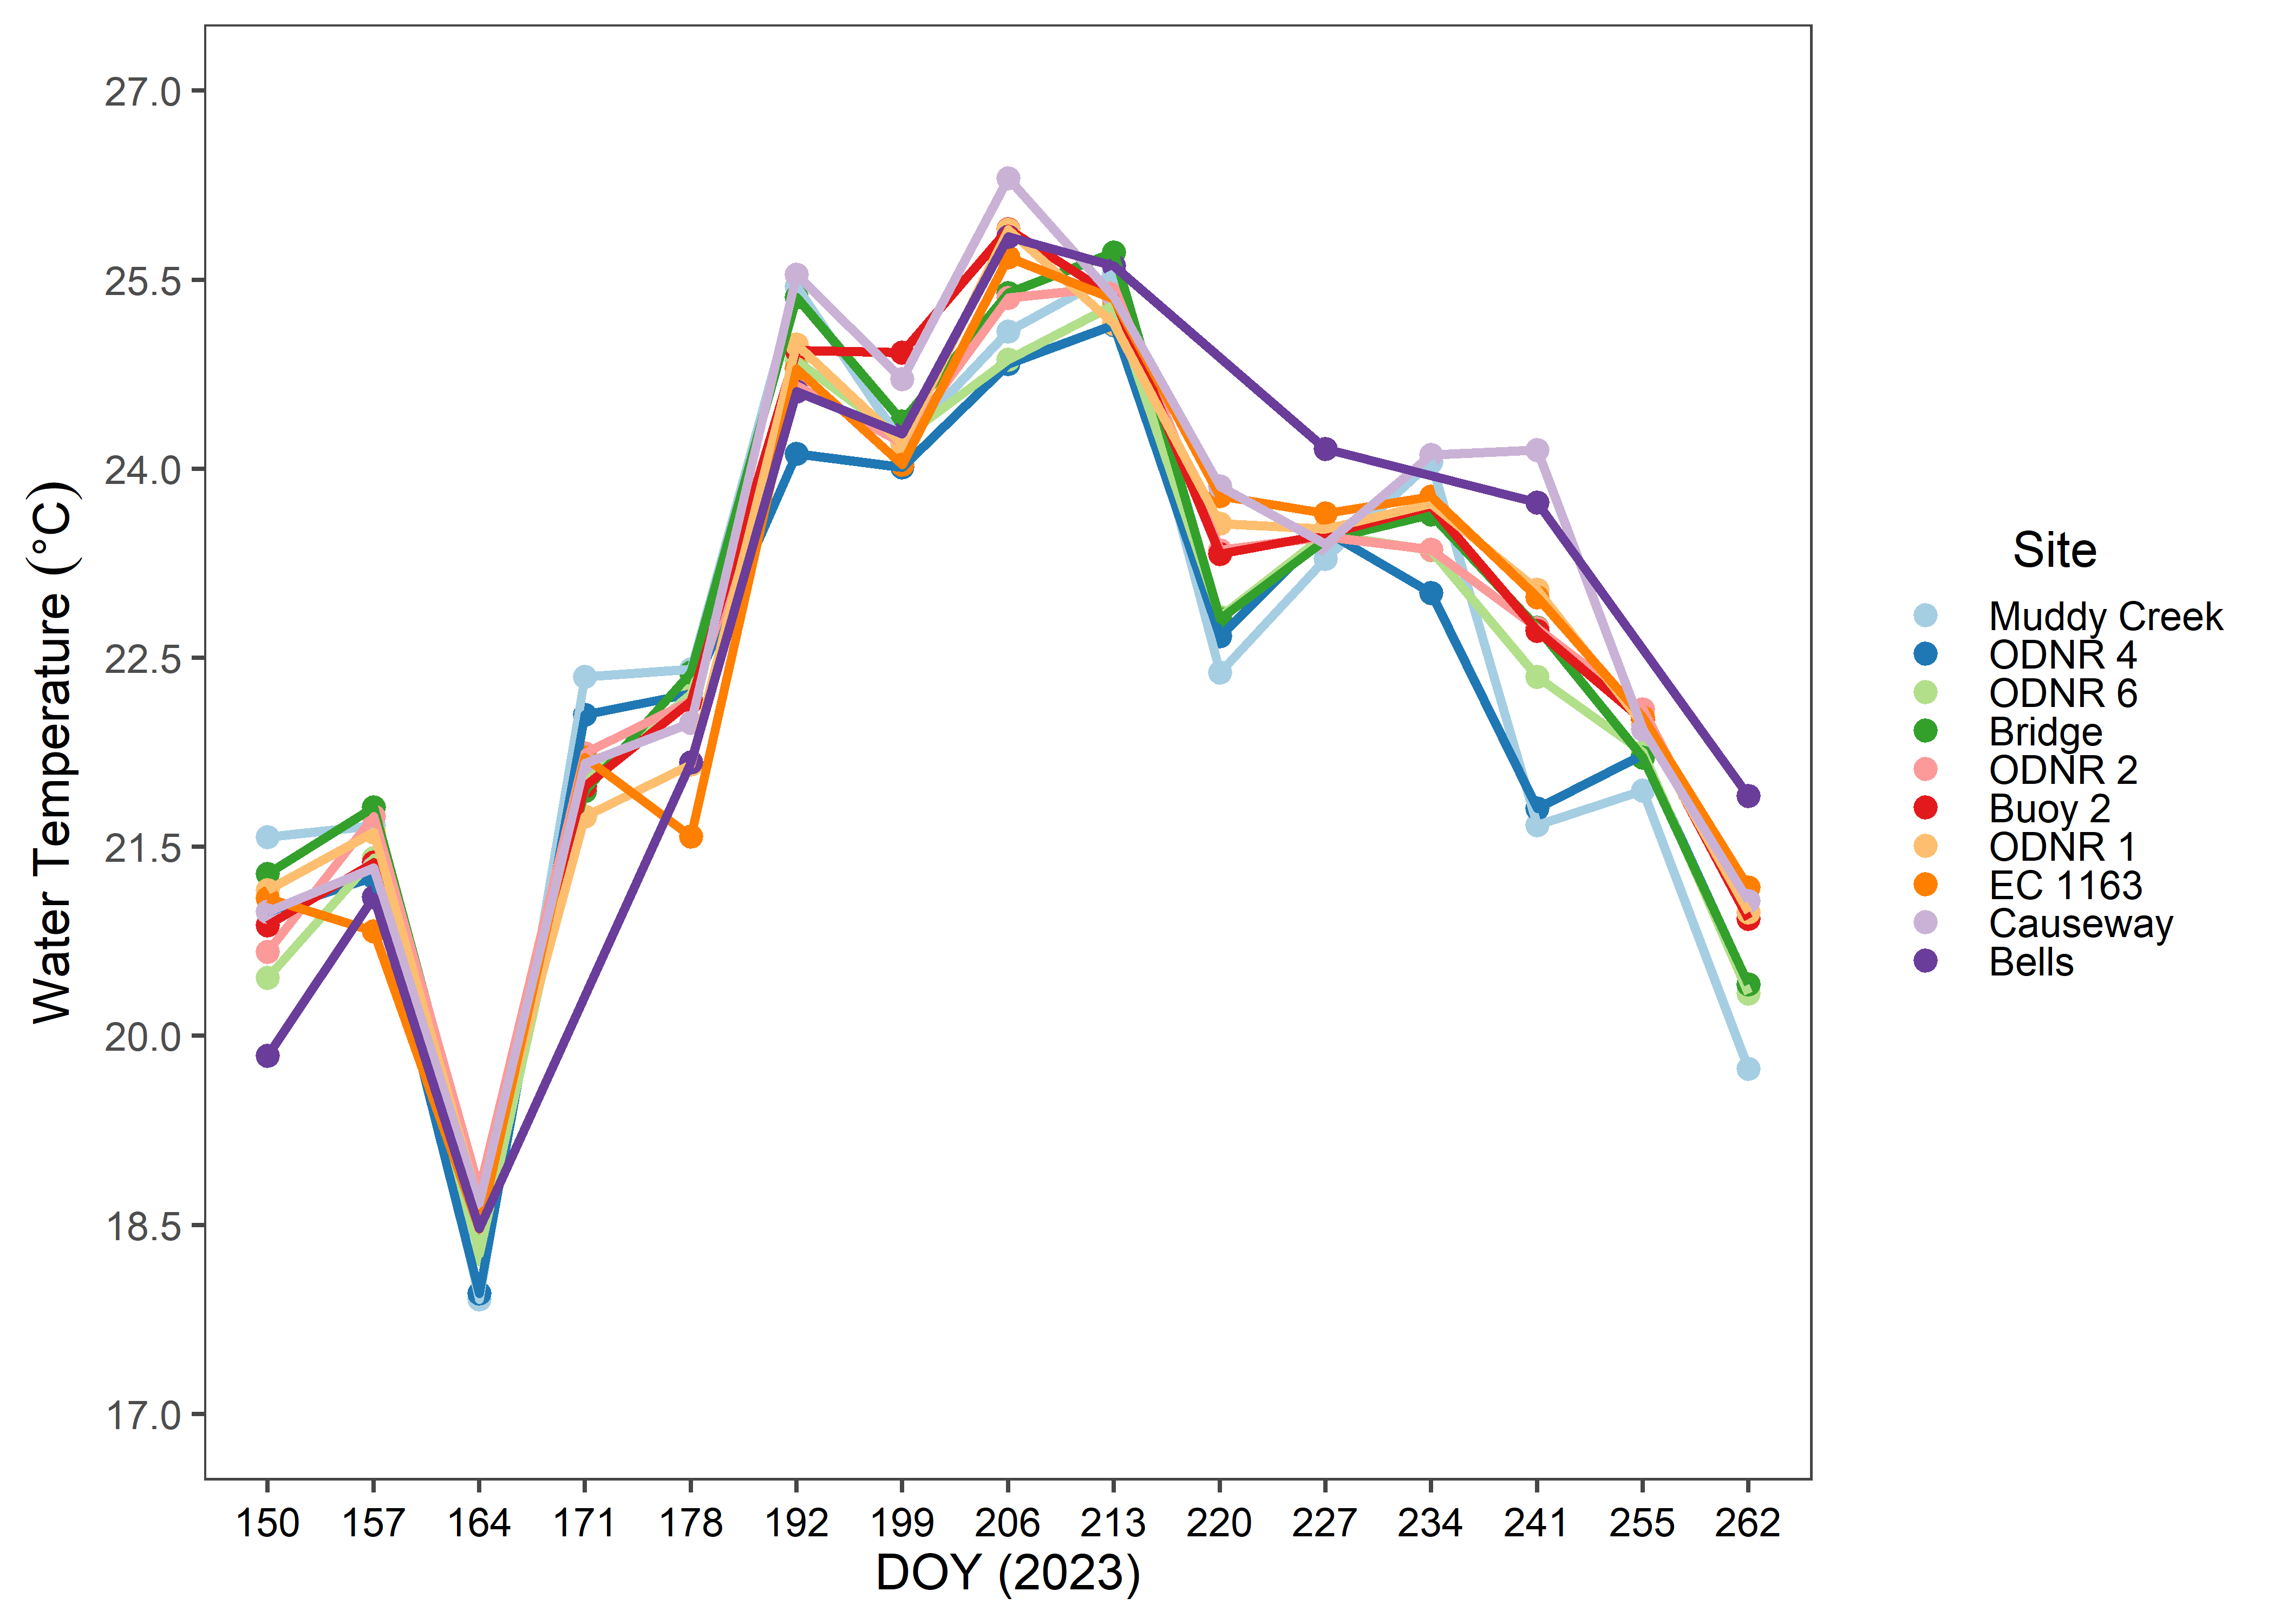 Water Temperature (°C)
27.0
25.5
24.0
22.5
21.5
20.0
18.5
17.0
150 157 164 171 178 192 199 206 213 220 227 234 241 255 262
DOY (2023)
Site
Muddy Creek
ODNR 4
ODNR 6
Bridge
ODNR 2
Buoy 2
ODNR 1
EC 1163
Causeway
Bells